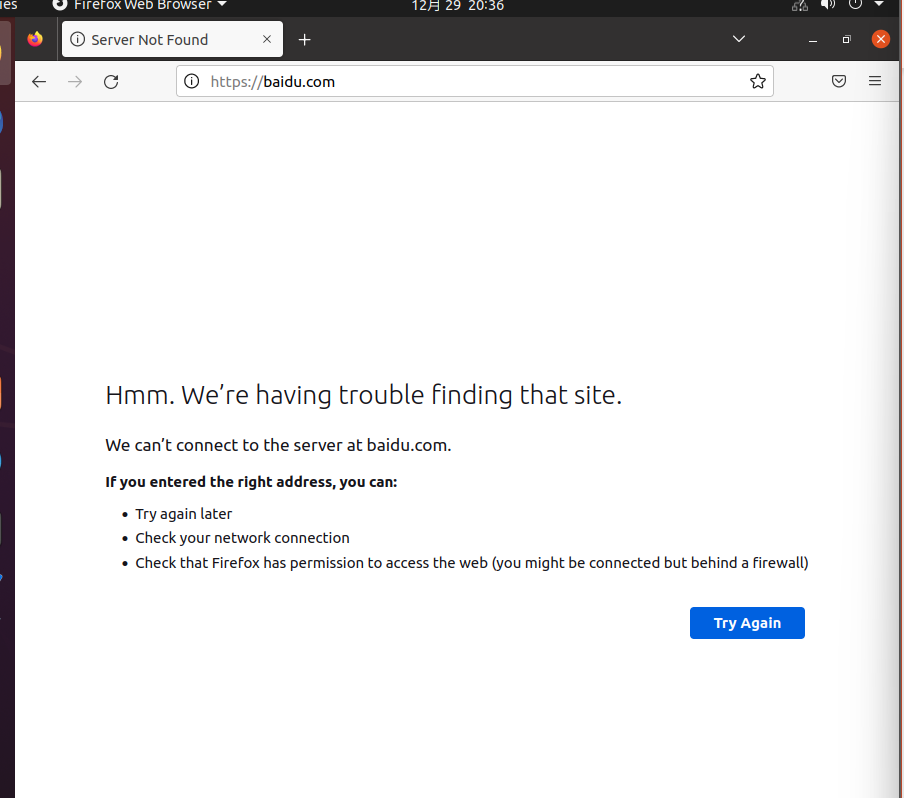 ies Firefox Web Browser 12月 29 20:36
Server Not Found
https://baidu.com
Hmm. We’re having trouble finding that site.
We can’t connect to the server at baidu.com.
If you entered the right address, you can:
Try again later
Check your network connection
Check that Firefox has permission to access the web (you might be connected but behind a firewall)
Try Again